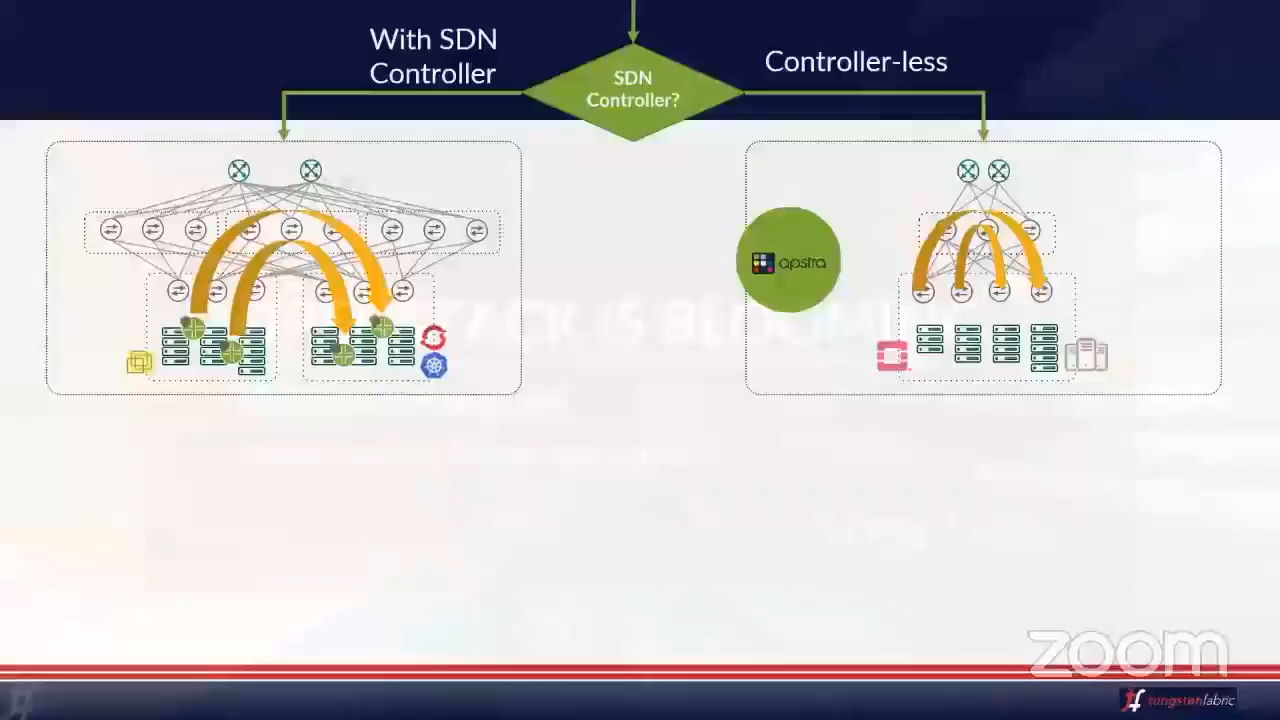 With SDN
Controller
SDN
Controller?
Controller-less
apstra
zoom
tungstenfabric